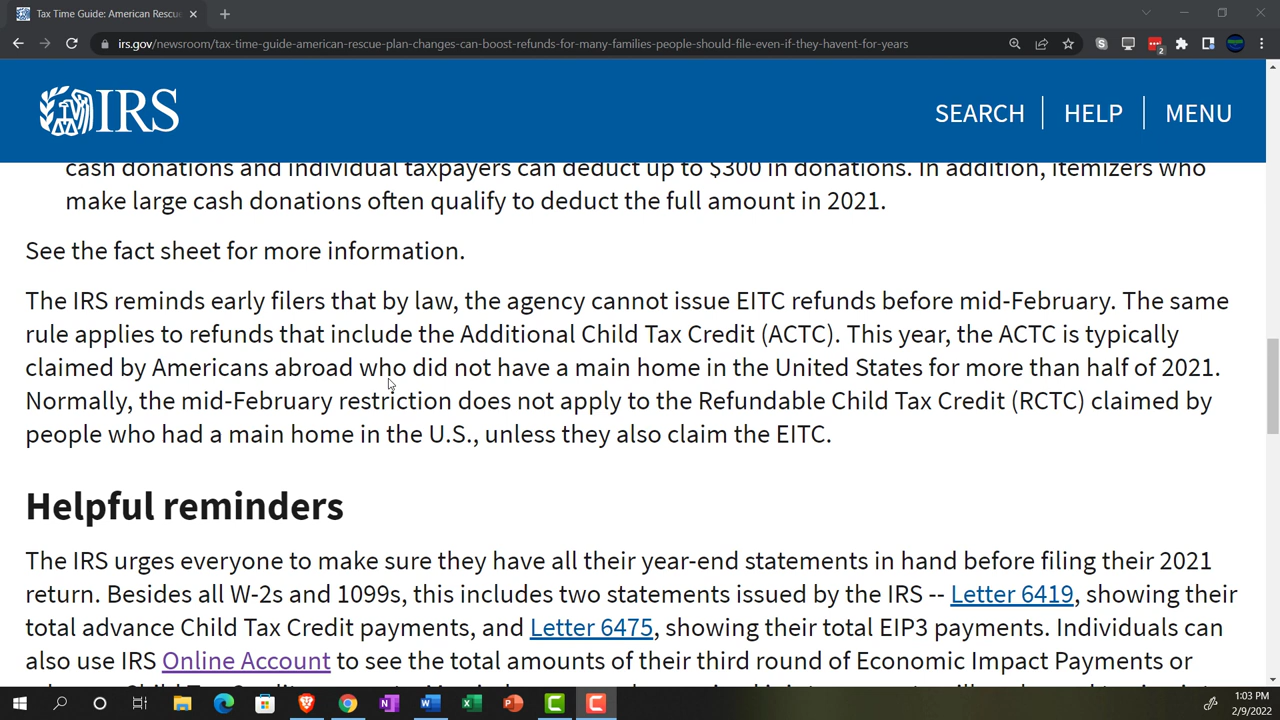 Tax Time Guide: American Rescue
irs.gov/newsroom/tax-time-guide-american-rescue-plan-changes-can-boost-refunds-for-many-families-people-should-file-even-if-they-havent-for-years
2
IRS
SEARCH
HELP
MENU
cash donations and individual taxpayers can deduct up to $300 in donations. In addition, itemizers who
make large cash donations often qualify to deduct the full amount in 2021.
See the fact sheet for more information.
The IRS reminds early filers that by law, the agency cannot issue EITC refunds before mid-February. The same
rule applies to refunds that include the Additional Child Tax Credit (ACTC). This year, the ACTC is typically
claimed by Americans abroad who did not have a main home in the United States for more than half of 2021.
Normally, the mid-February restriction does not apply to the Refundable Child Tax Credit (RCTC) claimed by
people who had a main home in the U.S., unless they also claim the EITC.
Helpful reminders
The IRS urges everyone to make sure they have all their year-end statements in hand before filing their 2021
return. Besides all W-2s and 1099s, this includes two statements issued by the IRS -- Letter 6419, showing their
total advance Child Tax Credit payments, and Letter 6475, showing their total EIP3 payments. Individuals can
also use IRS Online Account to see the total amounts of their third round of Economic Impact Payments or
1:03 PM
2/9/2022